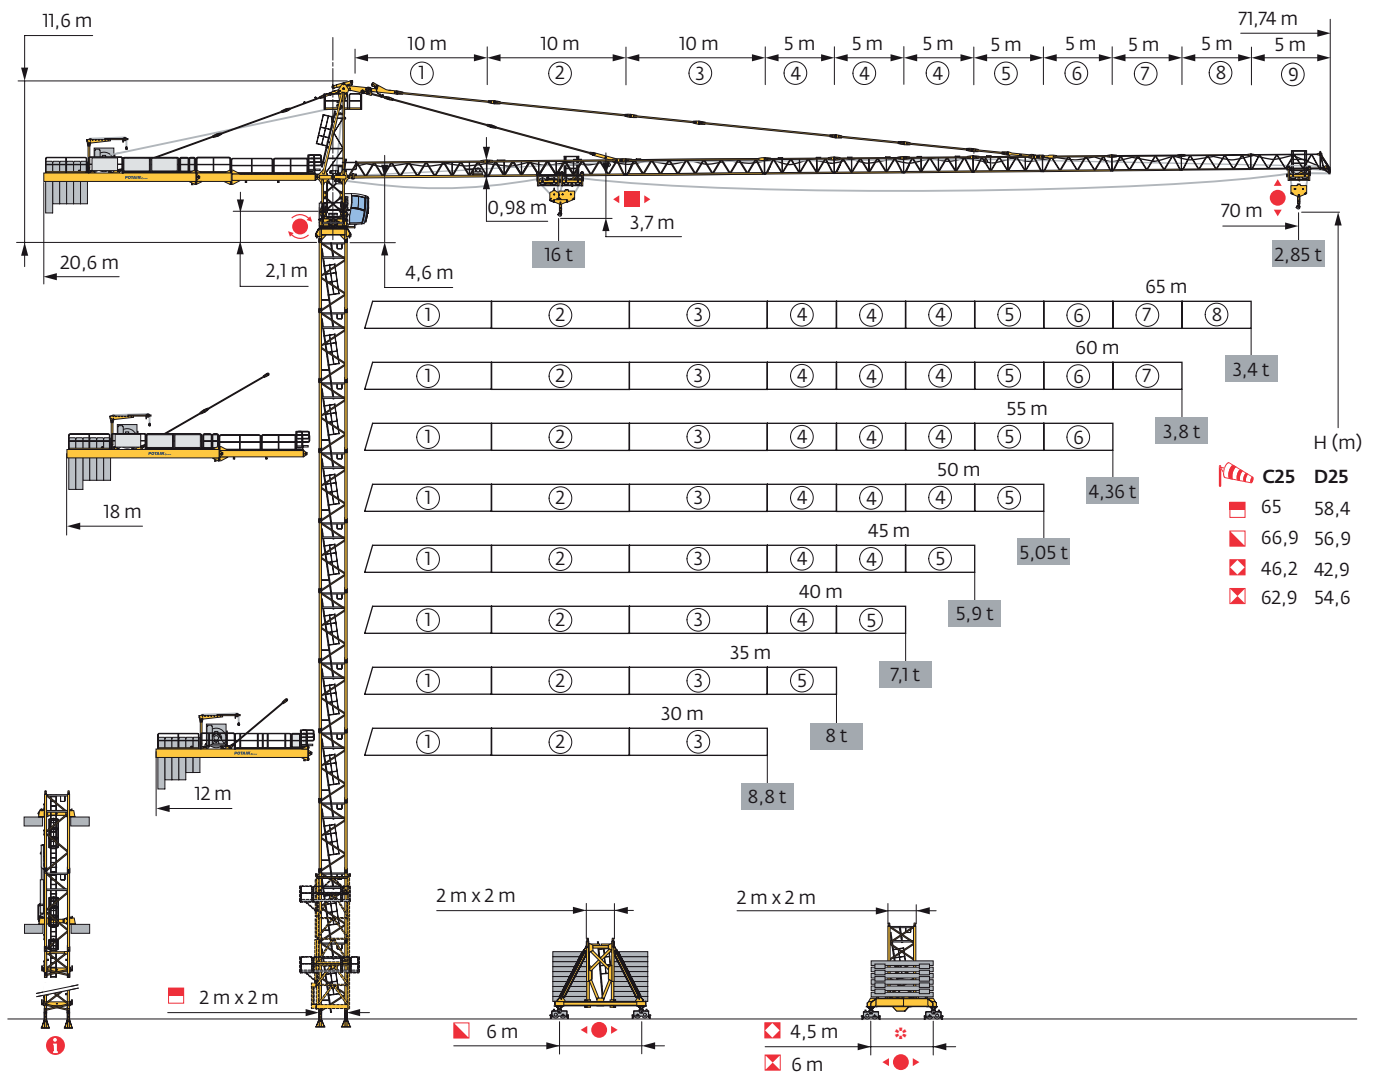 11,6 m
71,74 m
10 m 10 m 10 m 5 m 5 m 5 m 5 m 5 m 5 m 5 m 5 m
1 2 3 4 4 4 5 6 7 8 9
POTAIN
0,98 m
3,7 m
70 m
16 t
2,85 t
20,6 m
2,1 m
4,6 m
65 m
1 2 3 4 4 4 5 6 7 8
3,4 t
60 m
1 2 3 4 4 4 5 6 7
3,8 t
55 m
1 2 3 4 4 4 5 6
4,36 t
POTAIN
18 m
50 m
1 2 3 4 4 4 5
5,05 t
45 m
1 2 3 4 4 5
5,9 t
40 m
1 2 3 4 5
7,1 t
35 m
1 2 3 5
8 t
30 m
1 2 3
8,8 t
H (m)
C25 D25
65 58,4
66,9 56,9
46,2 42,9
62,9 54,6
POTAIN
12 m
2 m x 2 m
2 m x 2 m
2 m x 2 m
6 m
4,5 m
6 m
i